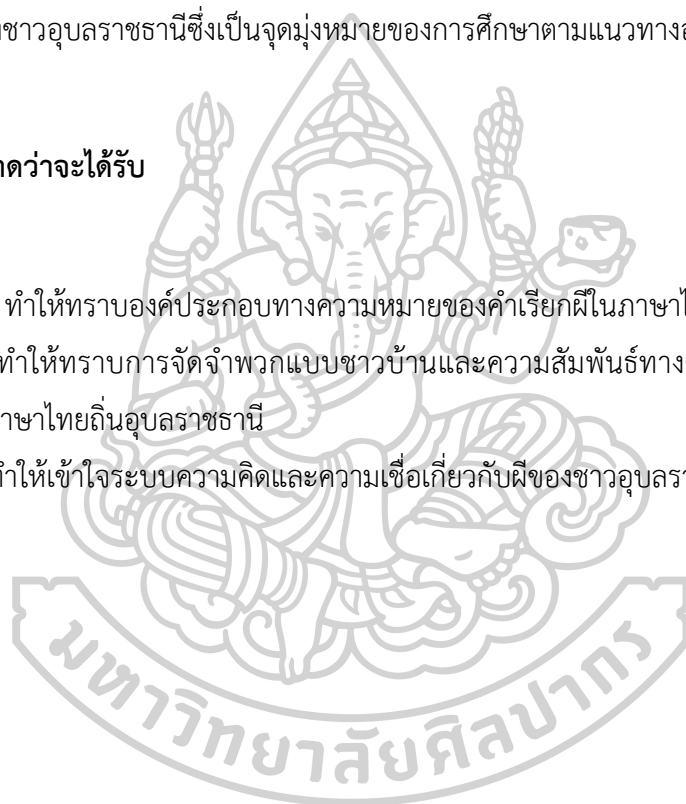 ชาวอุบลราชธานีซึ่งเป็นจุดมุ่งหมายของการศึกษาตามแนวทาง
าดว่าจะได้รับ
ทำให้ทราบองค์ประกอบทางความหมายของคำเรียกผีในภาษา
ทำให้ทราบการจัดจำพวกแบบชาวบ้านและความสัมพันธ์ทาง
ภาษาไทยถิ่นอุบลราชธานี
ทำให้เข้าใจระบบความคิดและความเชื่อเกี่ยวกับผีของชาวอุบลรา
มหาวิทยาลัยศิลปากร